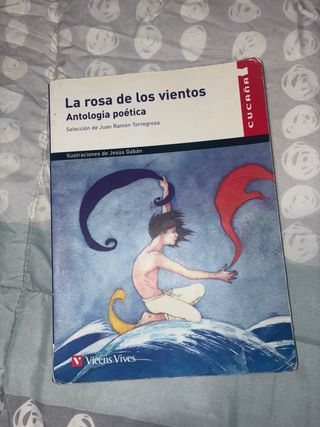 La rosa de los vientos
Antología poética
Selección de Juan Ramón Torregrosa
Ilustraciones de Jesús Gabán
CUCAÑA
Vicens Vives